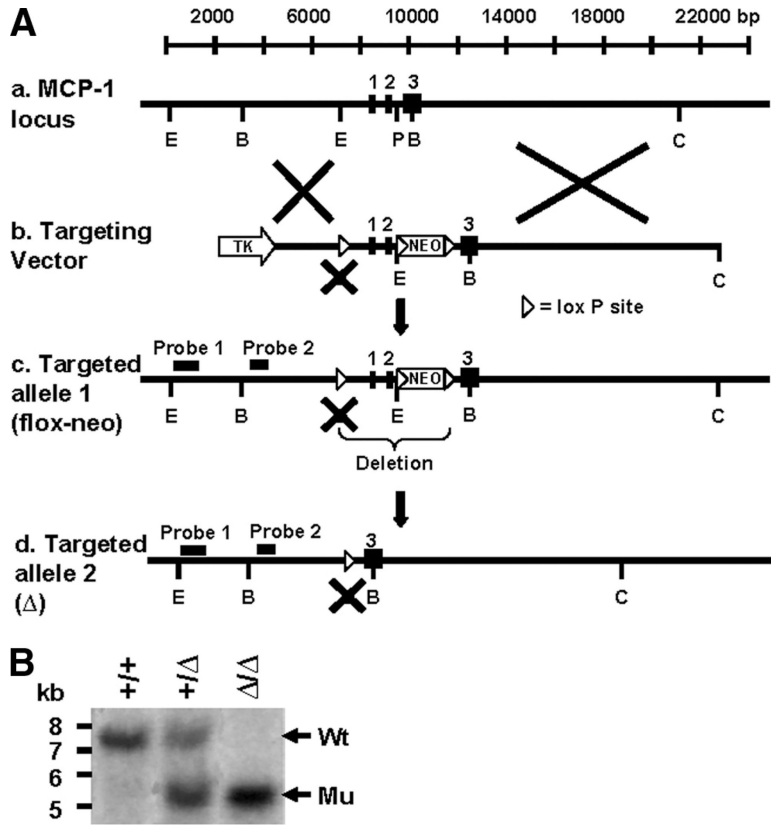 A
2000 6000 10000 14000 18000 22000 bp
a. MCP-1 locus
1 2 3
E B E P B C
b. Targeting Vector
TK 1 2 NEO 3
E B C
▷ = lox P site
Probe 1 Probe 2
c. Targeted allele 1 (flox-neo)
1 2 NEO 3
E B E B C
Deletion
Probe 1 Probe 2
d. Targeted allele 2 (Δ)
3
E B B C
B
kb +/+ +/Δ Δ/Δ
8
7
6
5
Wt
Mu